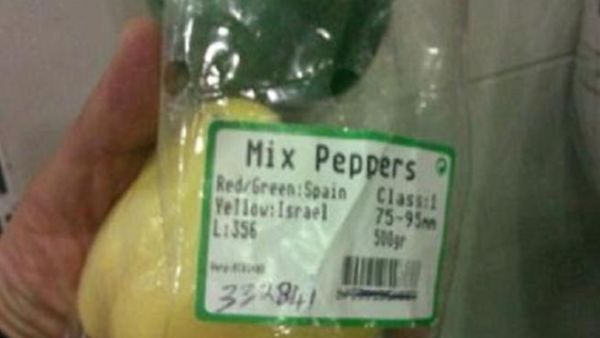 Mix Peppers
Red/Green:Spain Class:1
Yellow:Israel 75-95mm
L:356 500gr
332841